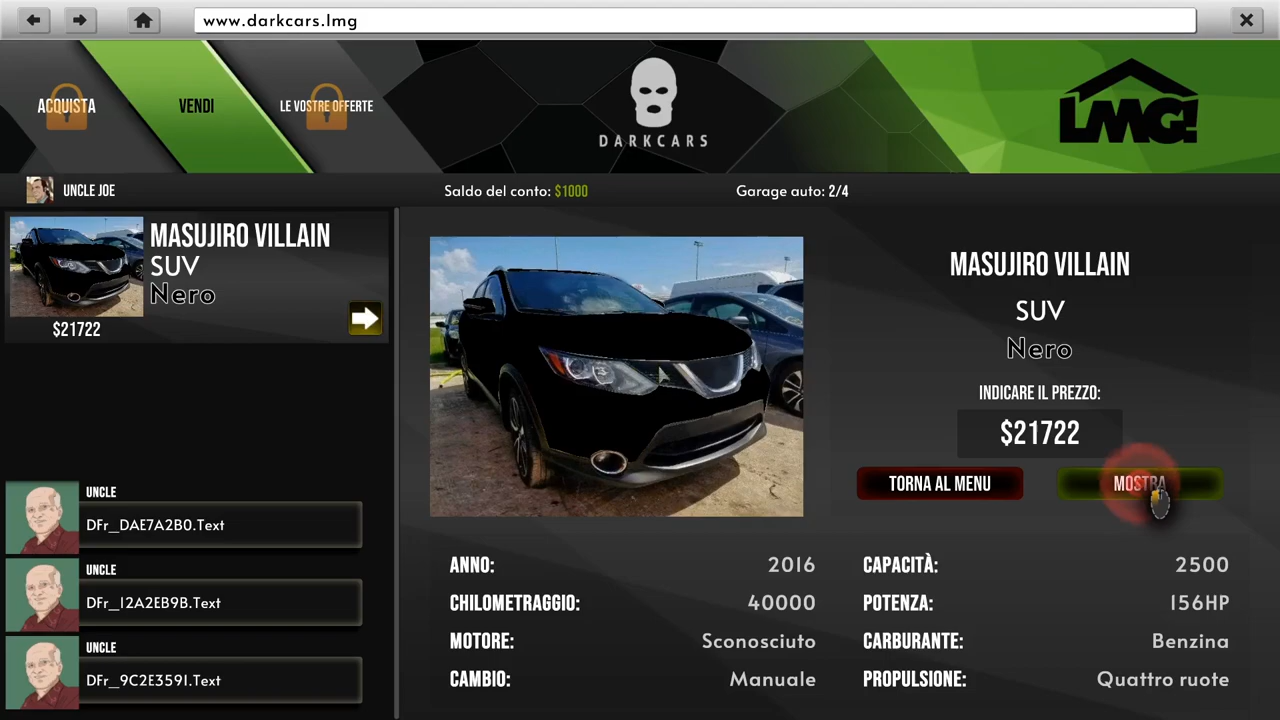 www.darkcars.lmg
ACQUISTA
VENDI
LE VOSTRE OFFERTE
DARKCARS
LMG!
UNCLE JOE
Saldo del conto: $1000
Garage auto: 2/4
MASUJIRO VILLAIN
SUV
Nero
$21722
MASUJIRO VILLAIN
SUV
Nero
INDICARE IL PREZZO:
$21722
TORNA AL MENU
MOSTRA
UNCLE
DFr_DAE7A2B0.Text
UNCLE
DFr_12A2EB9B.Text
UNCLE
DFr_9C2E3591.Text
ANNO: 2016
CHILOMETRAGGIO: 40000
MOTORE: Sconosciuto
CAMBIO: Manuale
CAPACITÀ: 2500
POTENZA: 156HP
CARBURANTE: Benzina
PROPULSIONE: Quattro ruote